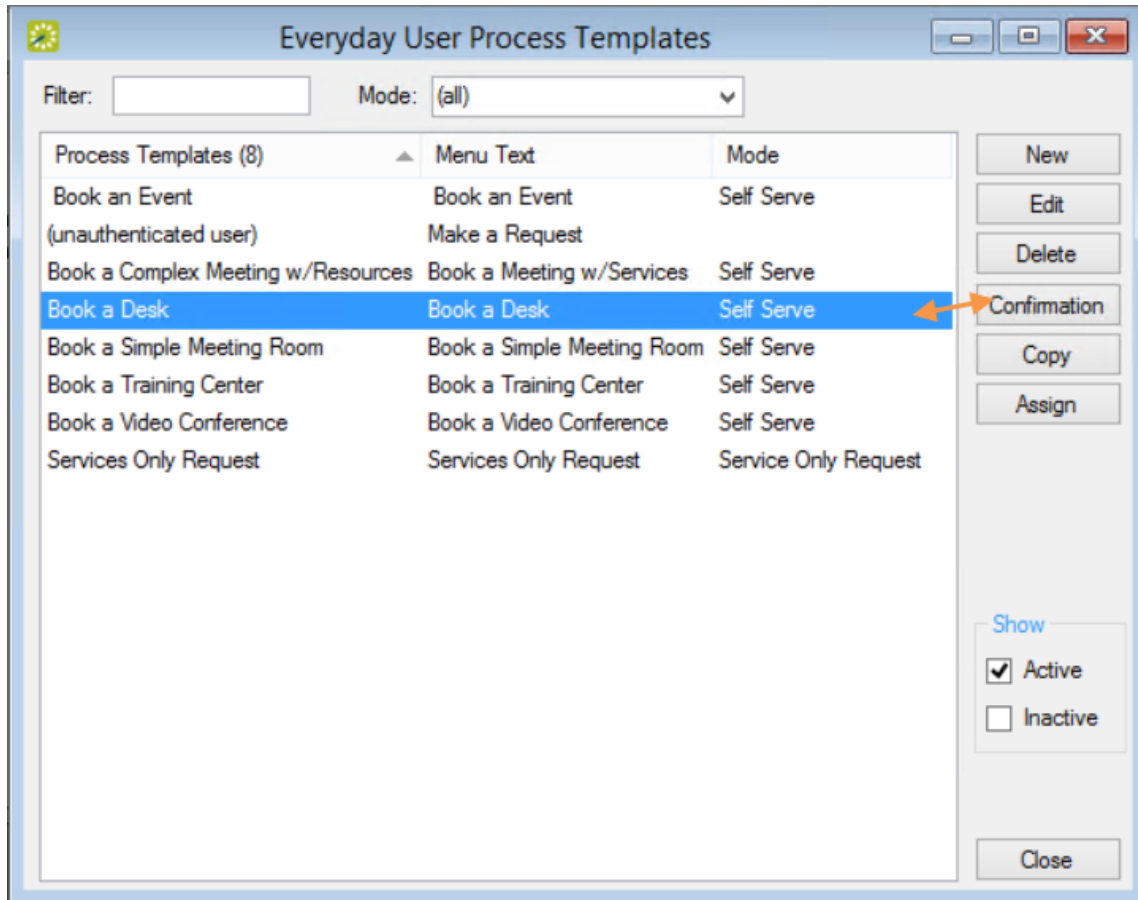 Everyday User Process Templates
Filter: Mode: (all)
Process Templates (8) Menu Text Mode New
Book an Event Book an Event Self Serve Edit
(unauthenticated user) Make a Request Delete
Book a Complex Meeting w/Resources Book a Meeting w/Services Self Serve
Book a Desk Book a Desk Self Serve Confirmation
Book a Simple Meeting Room Book a Simple Meeting Room Self Serve Copy
Book a Training Center Book a Training Center Self Serve Assign
Book a Video Conference Book a Video Conference Self Serve
Services Only Request Services Only Request Service Only Request
Show
Active
Inactive
Close